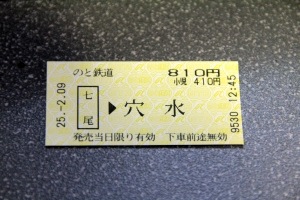 のと鉄道 810円
小児 410円
25.-2.09
七尾 ▶ 穴水
発売当日限り有効 下車前途無効
9530 12:45